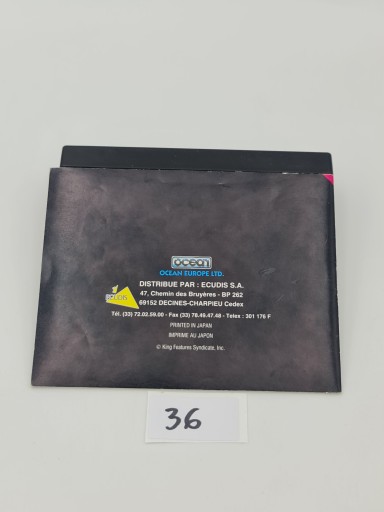 ocean
OCEAN EUROPE LTD.
DISTRIBUE PAR : ECUDIS S.A.
47, Chemin des Bruyères - BP 262
69152 DECINES-CHARPIEU Cedex
Tél. (33) 72.02.59.00 - Fax (33) 78.49.47.48 - Telex : 301 176 F
PRINTED IN JAPAN
IMPRIME AU JAPON
© King Features Syndicate, Inc.
36